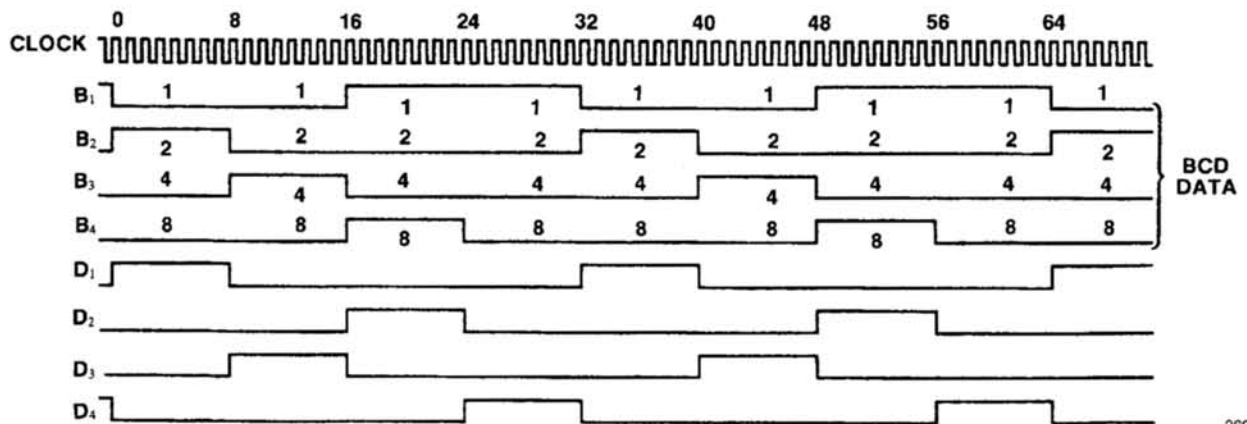 0 8 16 24 32 40 48 56 64
CLOCK
B₁ 1 1 1 1 1 1 1 1 1
B₂ 2 2 2 2 2 2 2 2 2
B₃ 4 4 4 4 4 4 4 4 4
B₄ 8 8 8 8 8 8 8 8 8
BCD
DATA
D₁
D₂
D₃
D₄